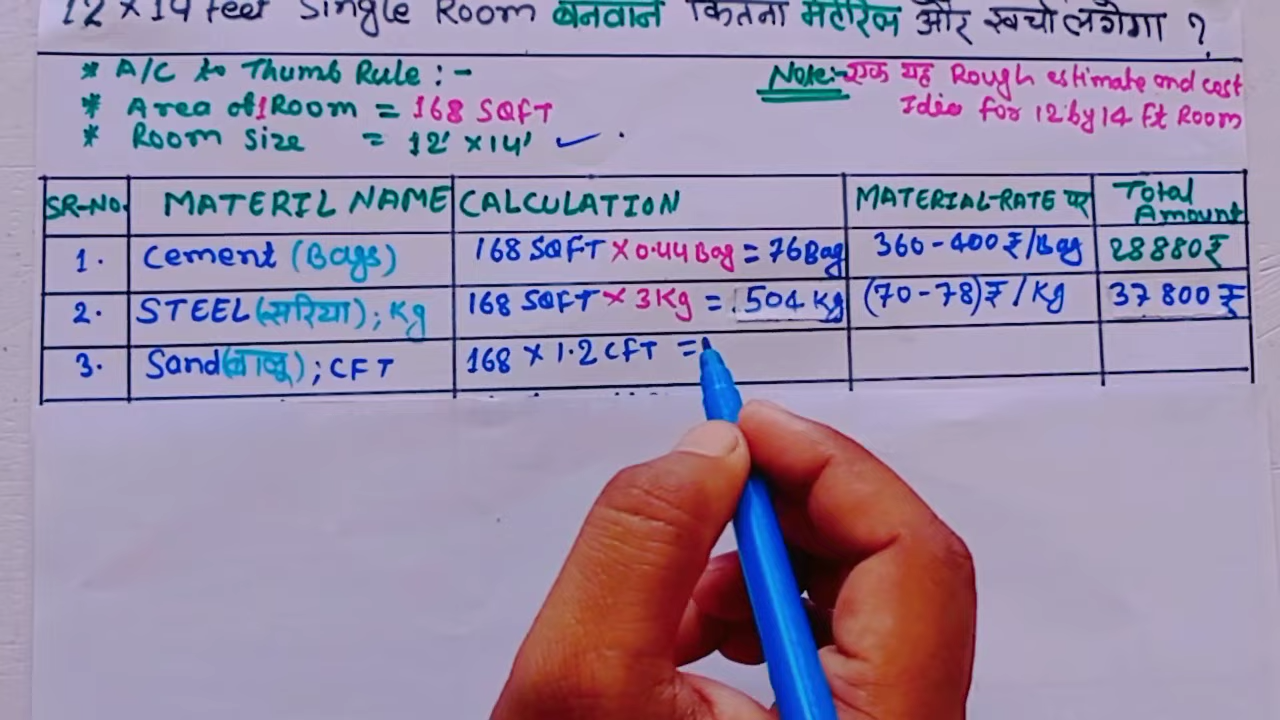 12 × 14 feet Single Room बनवाने कितना मटेरियल और खर्चा लगेगा ?
* A/C to Thumb Rule :-
* Area of 1 Room = 168 SQFT
* Room Size = 12' × 14'
Note:- एक यह Rough estimate and cost
Idio for 12 by 14 ft Room
SR-NO. MATERIL NAME CALCULATION MATERIAL-RATE पर Total Amount
1. Cement (Bags) 168 SQFT × 0.44 Bag = 76 Bag 360-400 ₹/Bag 28880 ₹
2. STEEL (सरिया); Kg 168 SQFT × 3 Kg = 504 Kg (70-78) ₹/Kg 37800 ₹
3. Sand (बालू); CFT 168 × 1.2 CFT =